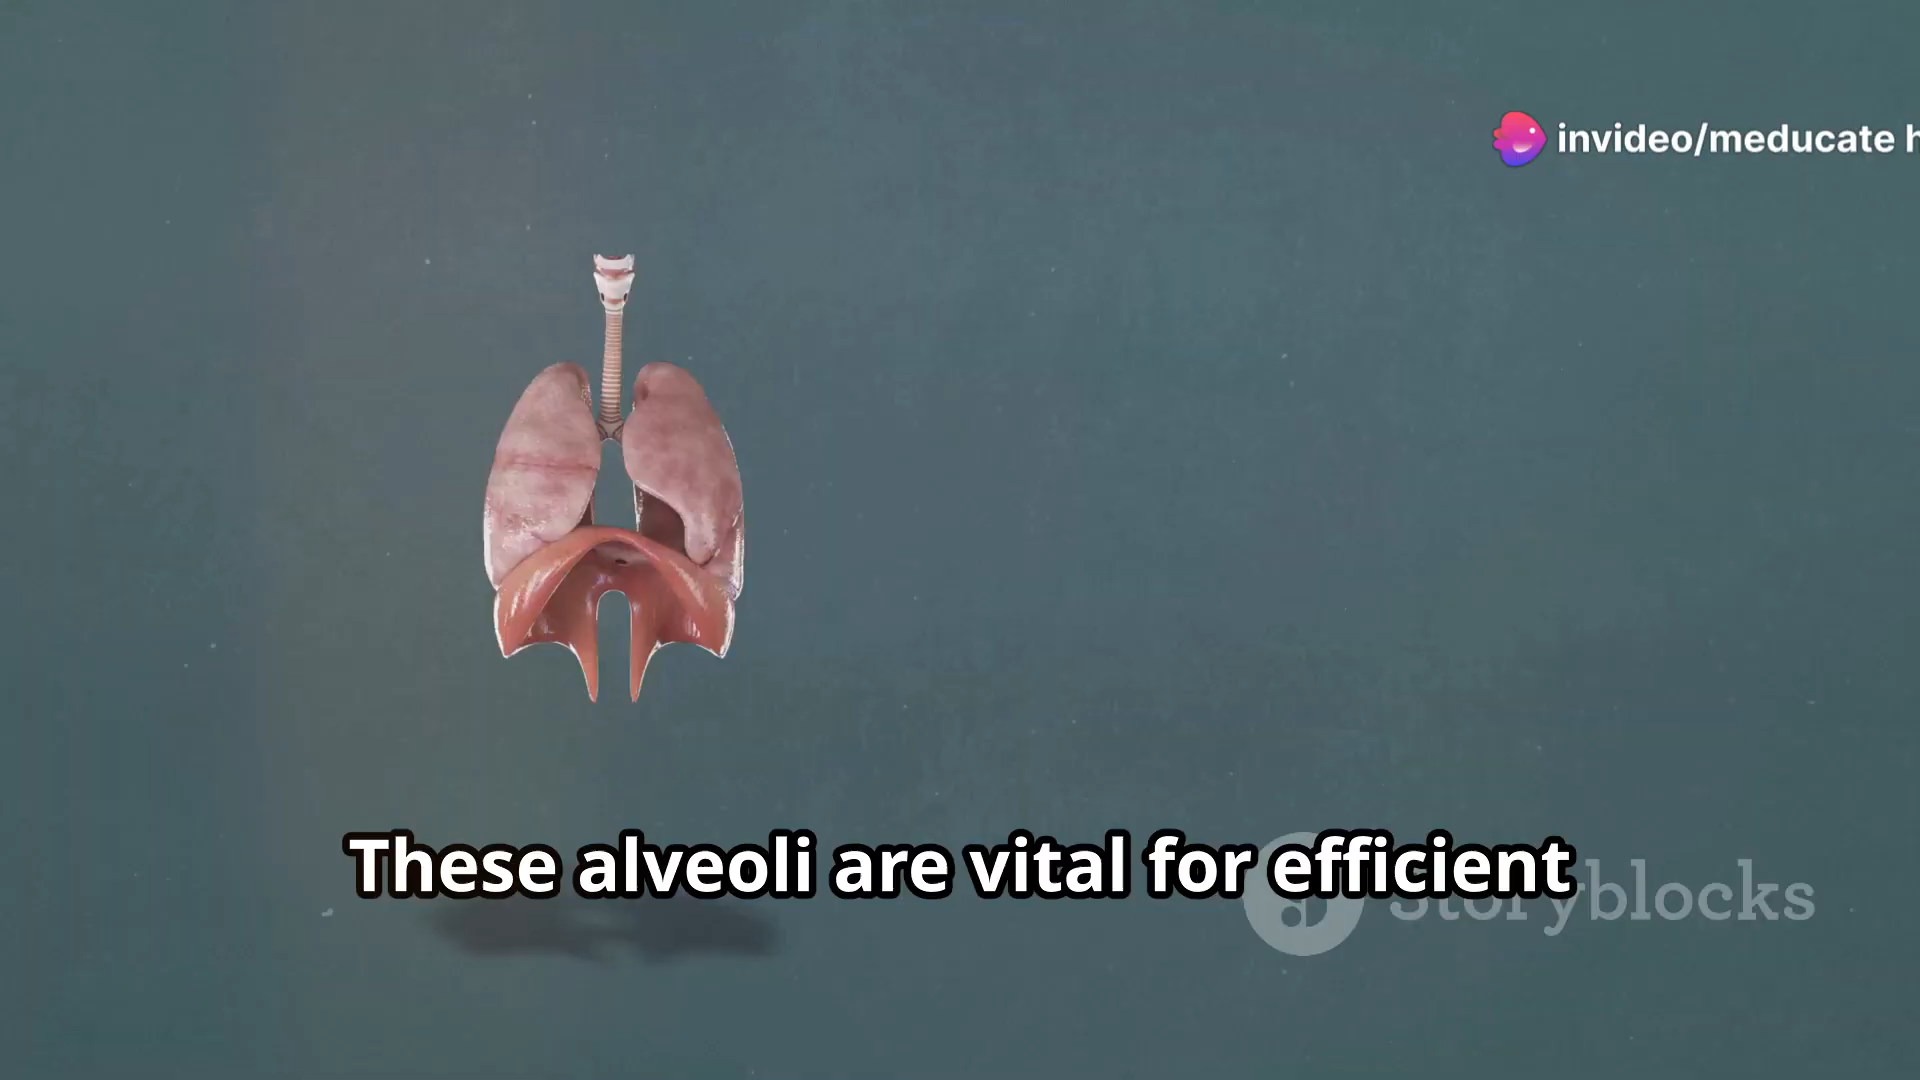 invideo/meducate h
These alveoli are vital for efficient
storyblocks